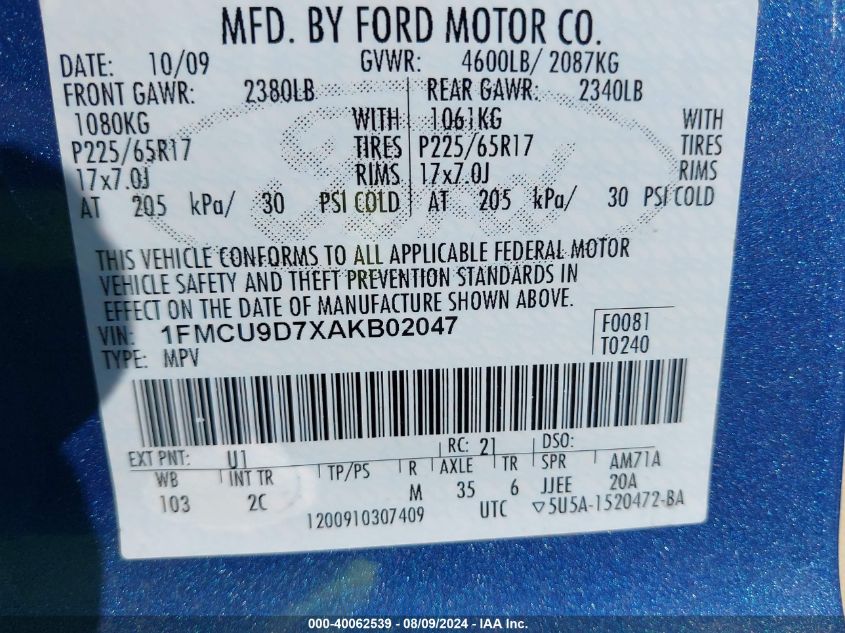 MFD. BY FORD MOTOR CO.
DATE: 10/09 GVWR: 4600LB/ 2087KG
FRONT GAWR: 2380LB REAR GAWR: 2340LB
1080KG WITH 1061KG WITH
P225/65R17 TIRES P225/65R17 TIRES
17x7.0J RIMS 17x7.0J RIMS
AT 205 kPa/ 30 PSI COLD AT 205 kPa/ 30 PSI COLD
THIS VEHICLE CONFORMS TO ALL APPLICABLE FEDERAL MOTOR
VEHICLE SAFETY AND THEFT PREVENTION STANDARDS IN
EFFECT ON THE DATE OF MANUFACTURE SHOWN ABOVE.
VIN: 1FMCU9D7XAKB02047 F0081
TYPE: MPV T0240
EXT PNT: U1 RC: 21 DSO:
WB INT TR TP/PS R AXLE TR SPR AM71A
103 2C M 35 6 JJEE 20A
1200910307409 UTC ▽5U5A-1520472-BA
000-40062539 - 08/09/2024 - IAA Inc.